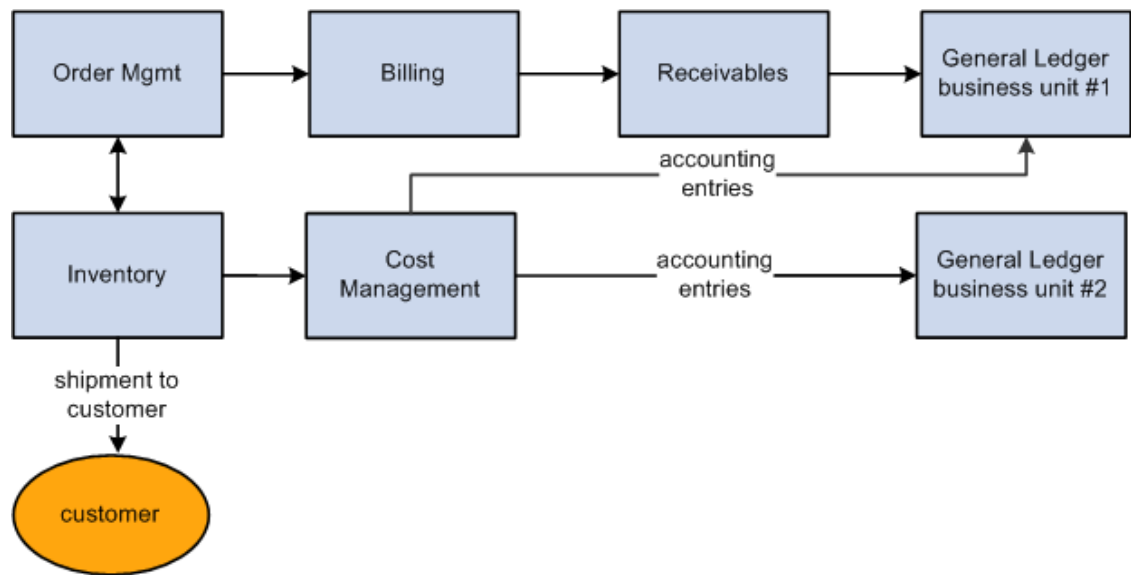 Order Mgmt
Billing
Receivables
General Ledger
business unit #1
accounting
entries
Inventory
Cost
Management
accounting
entries
General Ledger
business unit #2
shipment to
customer
customer